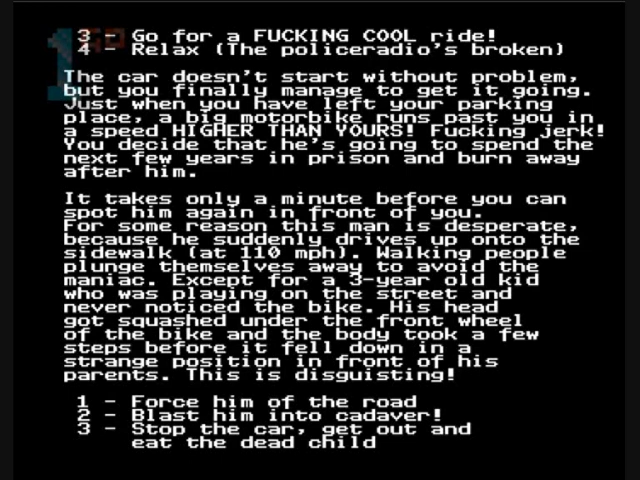 3 - Go for a FUCKING COOL ride!
4 - Relax (The policeradio's broken)
The car doesn't start without problem,
but you finally manage to get it going.
Just when you have left your parking
place, a big motorbike runs past you in
a speed HIGHER THAN YOURS! Fucking jerk!
You decide that he's going to spend the
next few years in prison and burn away
after him.
It takes only a minute before you can
spot him again in front of you.
For some reason this man is desperate,
because he suddenly drives up onto the
sidewalk (at 110 mph). Walking people
plunge themselves away to avoid the
maniac. Except for a 3-year old kid
who was playing on the street and
never noticed the bike. His head
got squashed under the front wheel
of the bike and the body took a few
steps before it fell down in a
strange position in front of his
parents. This is disgusting!
1 - Force him of the road
2 - Blast him into cadaver!
3 - Stop the car, get out and
eat the dead child